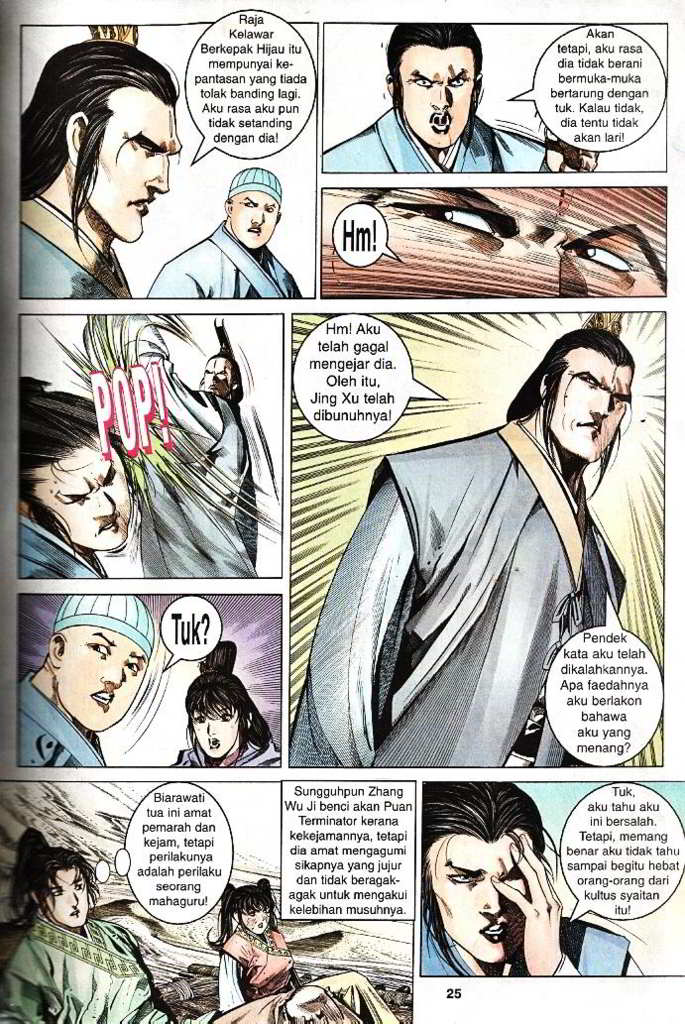 Raja
Kelawar
Berkepak Hijau itu
mempunyai ke-
pantasan yang tiada
tolak banding lagi.
Aku rasa aku pun
tidak setanding
dengan dia!
Akan
tetapi, aku rasa
dia tidak berani
bermuka-muka
bertarung dengan
tuk. Kalau tidak,
dia tentu tidak
akan lari!
Hm!
POP!
Hm! Aku
telah gagal
mengejar dia.
Oleh itu,
Jing Xu telah
dibunuhnya!
Pendek
kata aku telah
dikalahkannya.
Apa faedahnya
aku berlakon
bahawa
aku yang
menang?
Tuk?
Biarawati
tua ini amat
pemarah dan
kejam, tetapi
perilakunya
adalah perilaku
seorang
mahaguru!
Sungguhpun Zhang
Wu Ji benci akan Puan
Terminator kerana
kekejamannya, tetapi
dia amat mengagumi
sikapnya yang jujur
dan tidak beragak-
agak untuk mengakui
kelebihan musuhnya.
Tuk,
aku tahu aku
ini bersalah.
Tetapi, memang
benar aku tidak tahu
sampai begitu hebat
orang-orang dari
kultus syaitan
itu!
25